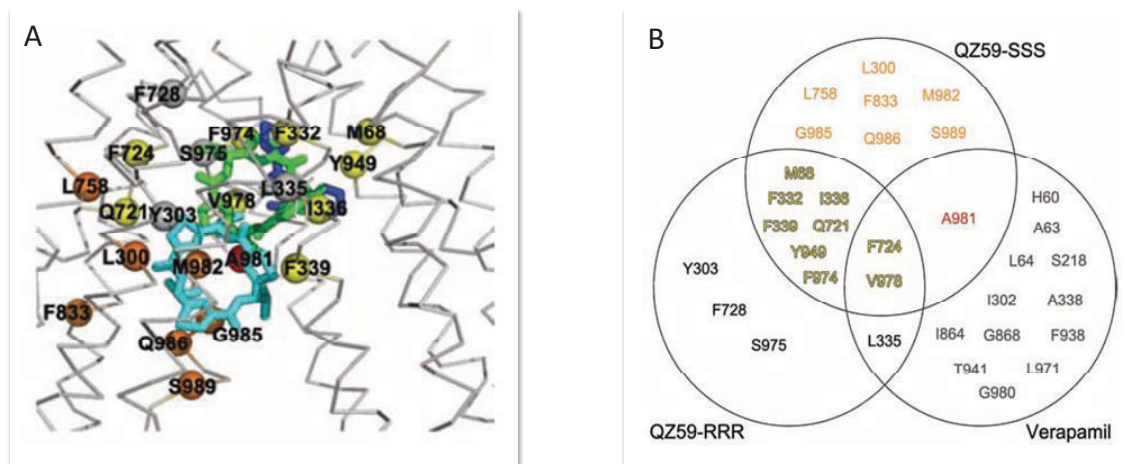 A
F728
F974 F332 M68
F724 S975 Y949
L758 L335
Q721 Y303 V978 I336
L300 M982 A981 F339
F833 G985
Q986
S989
B
QZ59-SSS
L300
L758 F833 M982
G985 Q986 S989
M68
F332 I336
F339 Q721
Y949
F974
F724
V978
A981
H60
A63
L64 S218
I302 A338
I864 G868 F938
T941 L971
G980
Y303
F728
S975
L335
QZ59-RRR
Verapamil